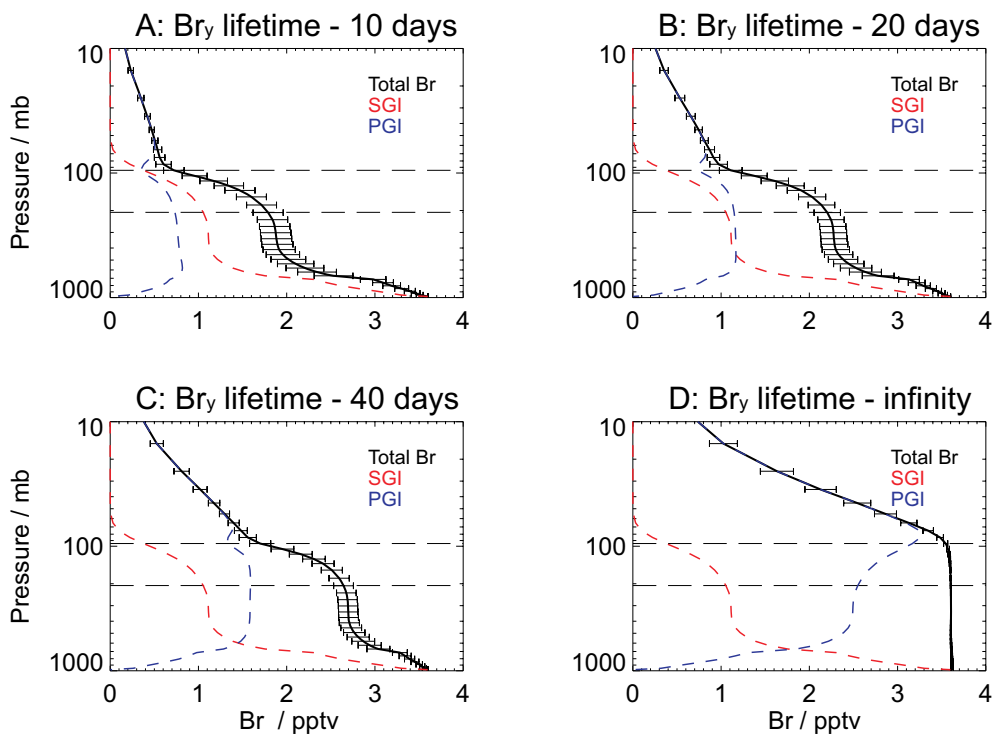 A: Bry lifetime - 10 days
10
100
1000
Pressure / mb
Total Br
SGI
PGI
0 1 2 3 4
B: Bry lifetime - 20 days
10
100
1000
Total Br
SGI
PGI
0 1 2 3 4
C: Bry lifetime - 40 days
10
100
1000
Pressure / mb
Total Br
SGI
PGI
0 1 2 3 4
Br / pptv
D: Bry lifetime - infinity
10
100
1000
Total Br
SGI
PGI
0 1 2 3 4
Br / pptv